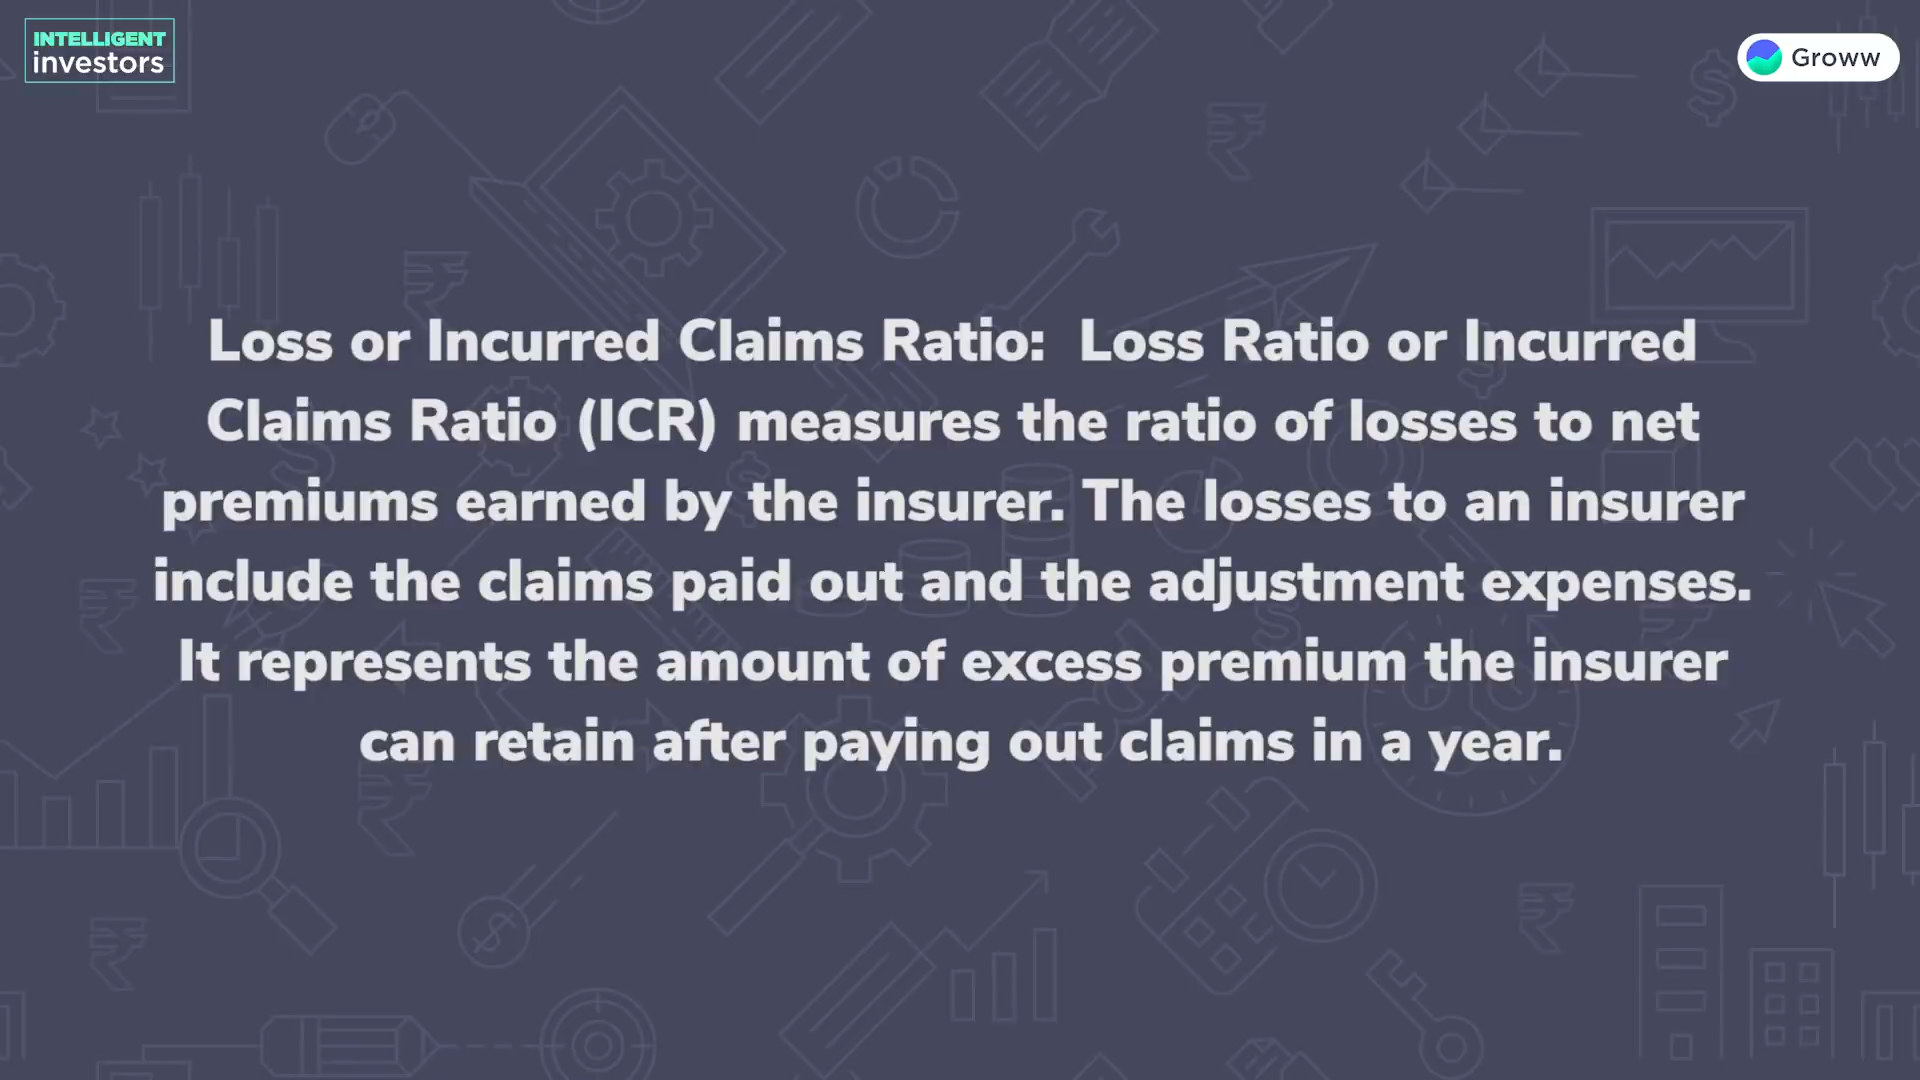 INTELLIGENT
investors
Groww
Loss or Incurred Claims Ratio: Loss Ratio or Incurred
Claims Ratio (ICR) measures the ratio of losses to net
premiums earned by the insurer. The losses to an insurer
include the claims paid out and the adjustment expenses.
It represents the amount of excess premium the insurer
can retain after paying out claims in a year.